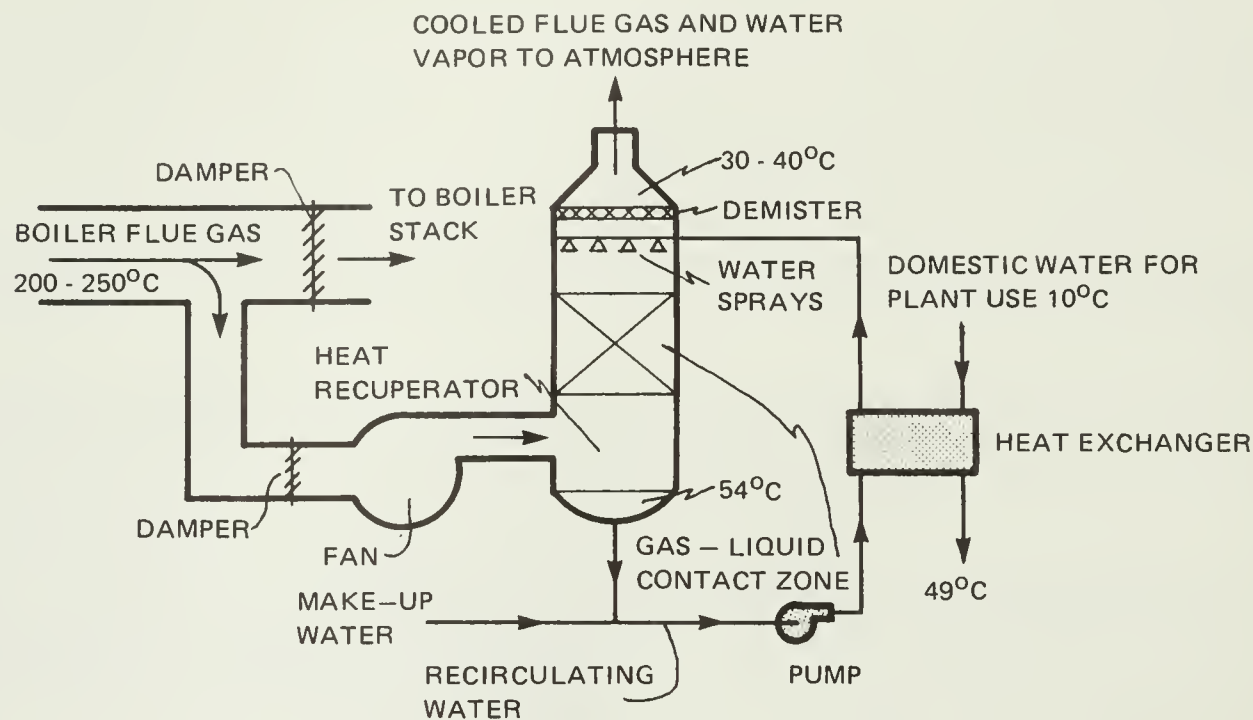 COOLED FLUE GAS AND WATER
VAPOR TO ATMOSPHERE
DAMPER
30 - 40°C
TO BOILER
STACK
DEMISTER
BOILER FLUE GAS
200 - 250°C
WATER
SPRAYS
DOMESTIC WATER FOR
PLANT USE 10°C
HEAT
RECUPERATOR
HEAT EXCHANGER
54°C
DAMPER
FAN
GAS – LIQUID
CONTACT ZONE
49°C
MAKE–UP
WATER
RECIRCULATING
WATER
PUMP